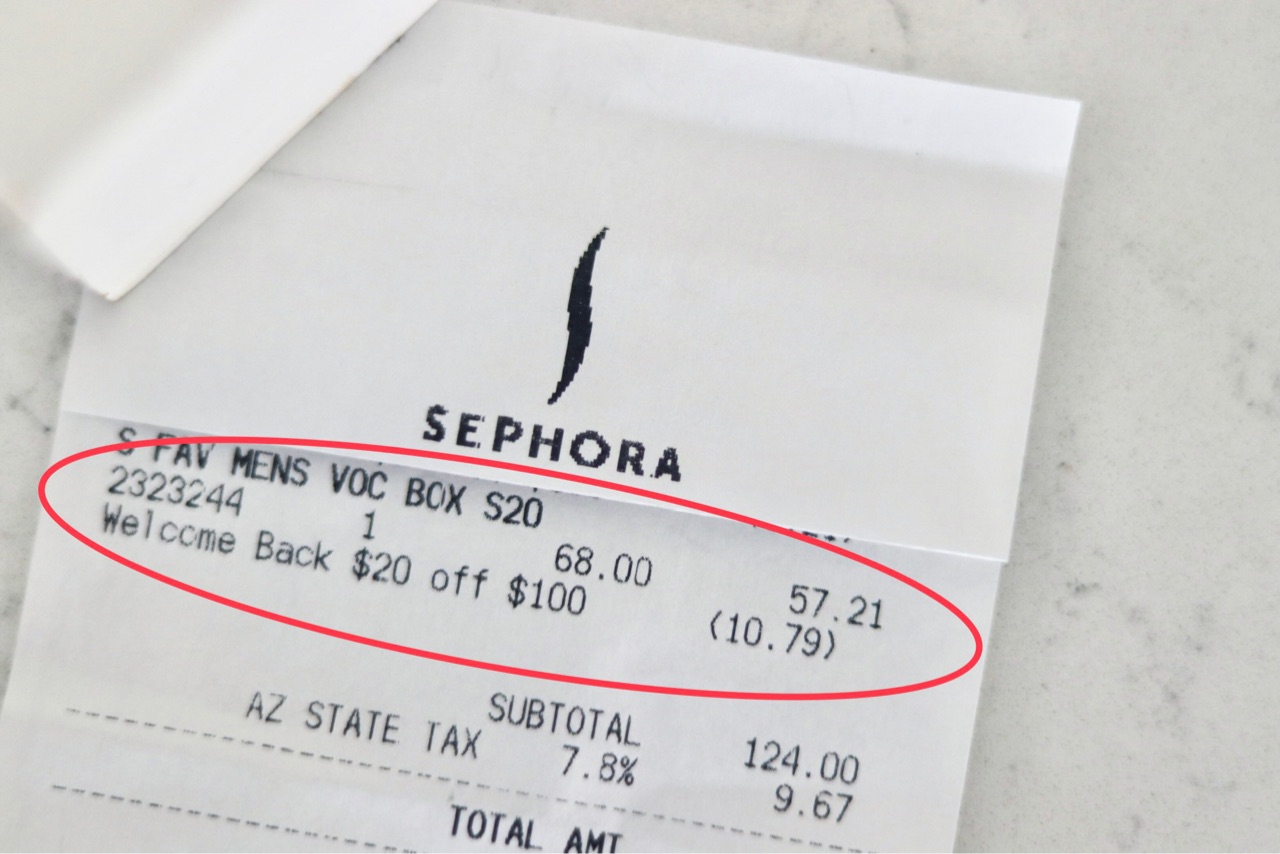 SEPHORA
S FAV MENS VOC BOX S20
2323244 1 68.00 57.21
Welcome Back $20 off $100 (10.79)
SUBTOTAL 124.00
AZ STATE TAX 7.8% 9.67
TOTAL AMT